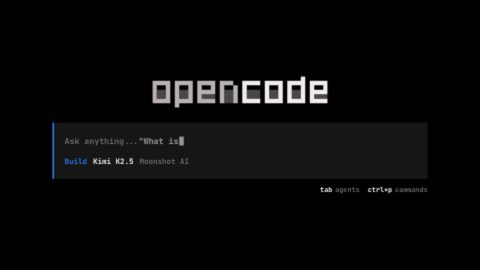 opencode
Ask anything..."What is
Build Kimi K2.5 Moonshot AI
tab agents ctrl+p commands